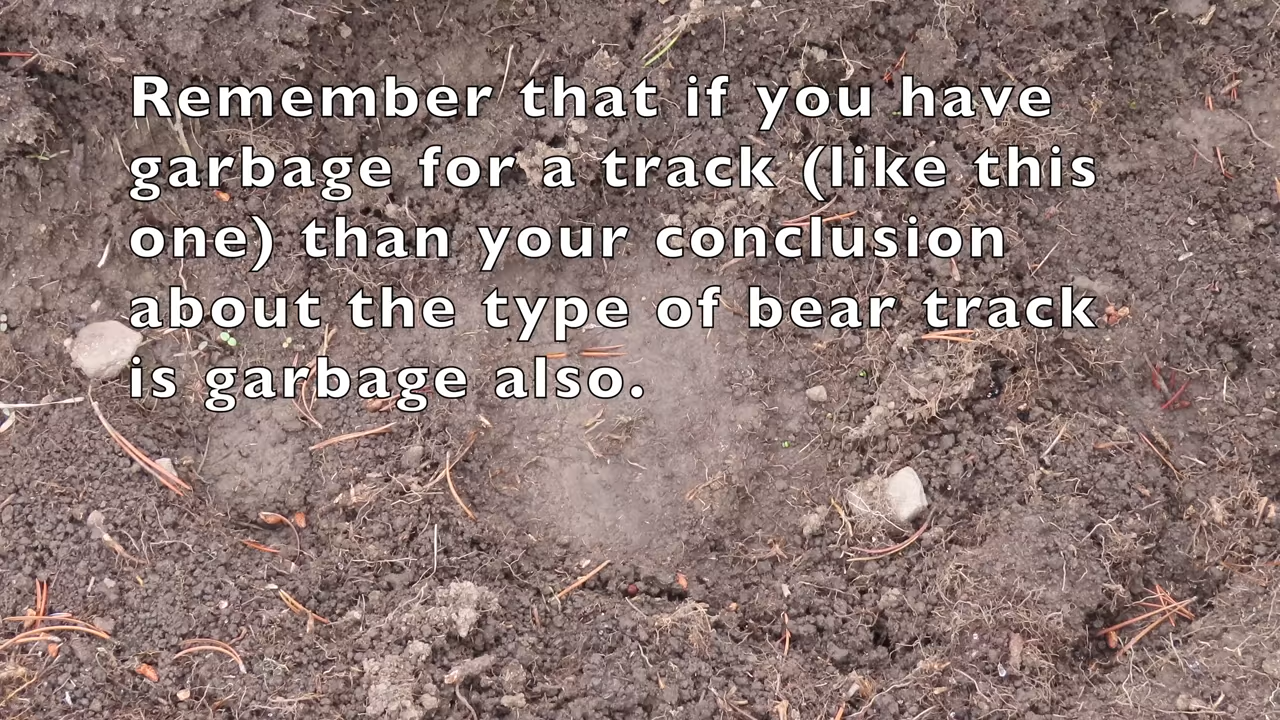 Remember that if you have
garbage for a track (like this
one) than your conclusion
about the type of bear track
is garbage also.